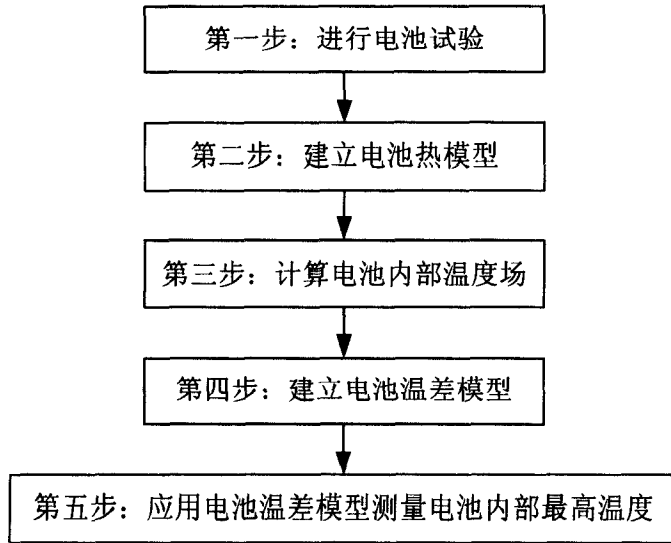 第一步：进行电池试验
第二步：建立电池热模型
第三步：计算电池内部温度场
第四步：建立电池温差模型
第五步：应用电池温差模型测量电池内部最高温度